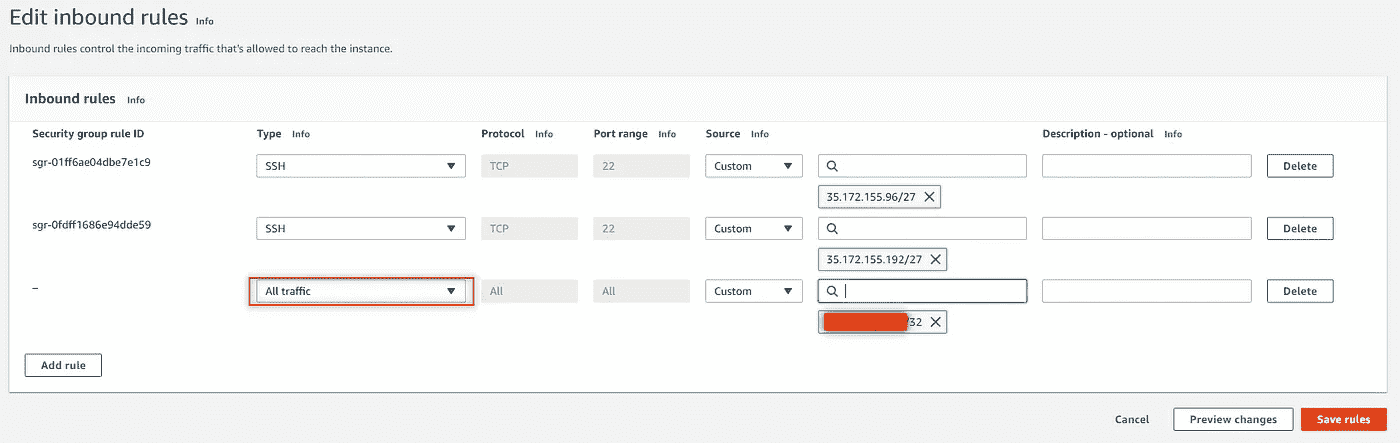 Edit inbound rules Info
Inbound rules control the incoming traffic that's allowed to reach the instance.
Inbound rules Info
Security group rule ID Type Info Protocol Info Port range Info Source Info Description - optional Info
sgr-01ff6ae04dbe7e1c9 SSH TCP 22 Custom Delete
35.172.155.96/27
sgr-0fdff1686e94dde59 SSH TCP 22 Custom Delete
35.172.155.192/27
– All traffic All All Custom Delete
/32
Add rule
Cancel Preview changes Save rules